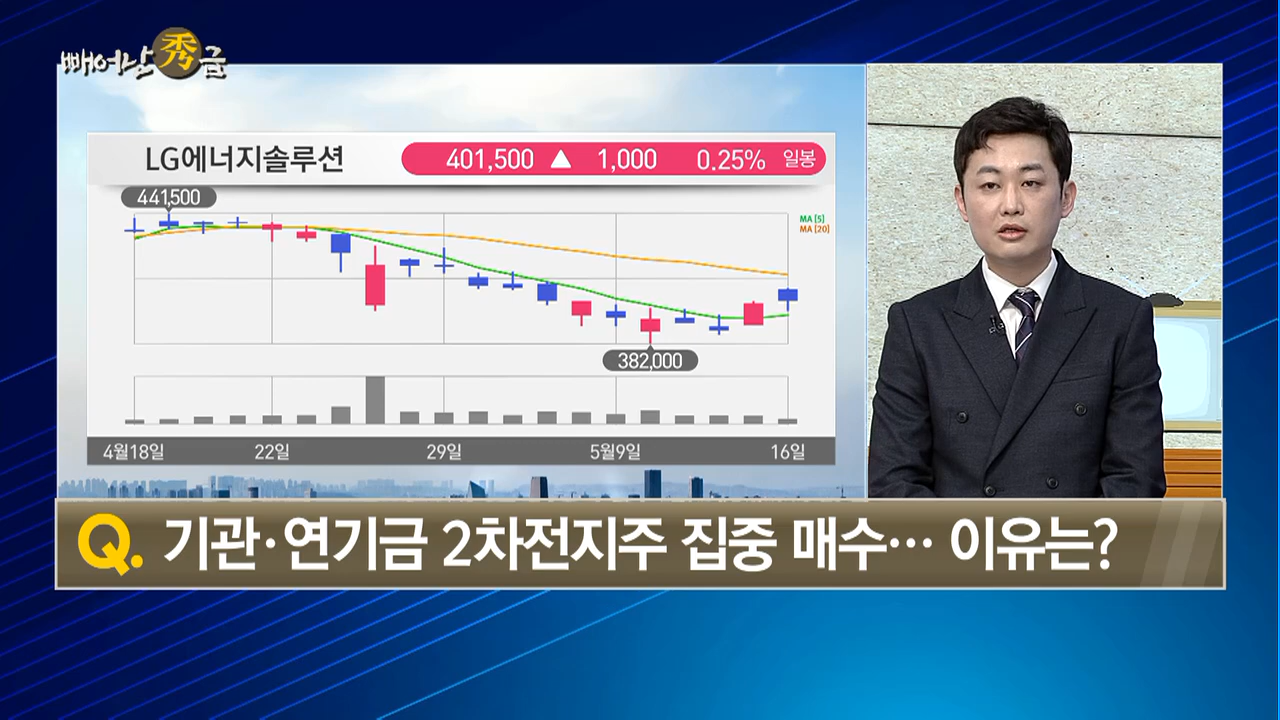 빼어날 秀급
LG에너지솔루션
401,500 ▲ 1,000 0.25% 일봉
441,500
MA [5]
MA [20]
382,000
4월18일 22일 29일 5월9일 16일
Q. 기관·연기금 2차전지주 집중 매수… 이유는?